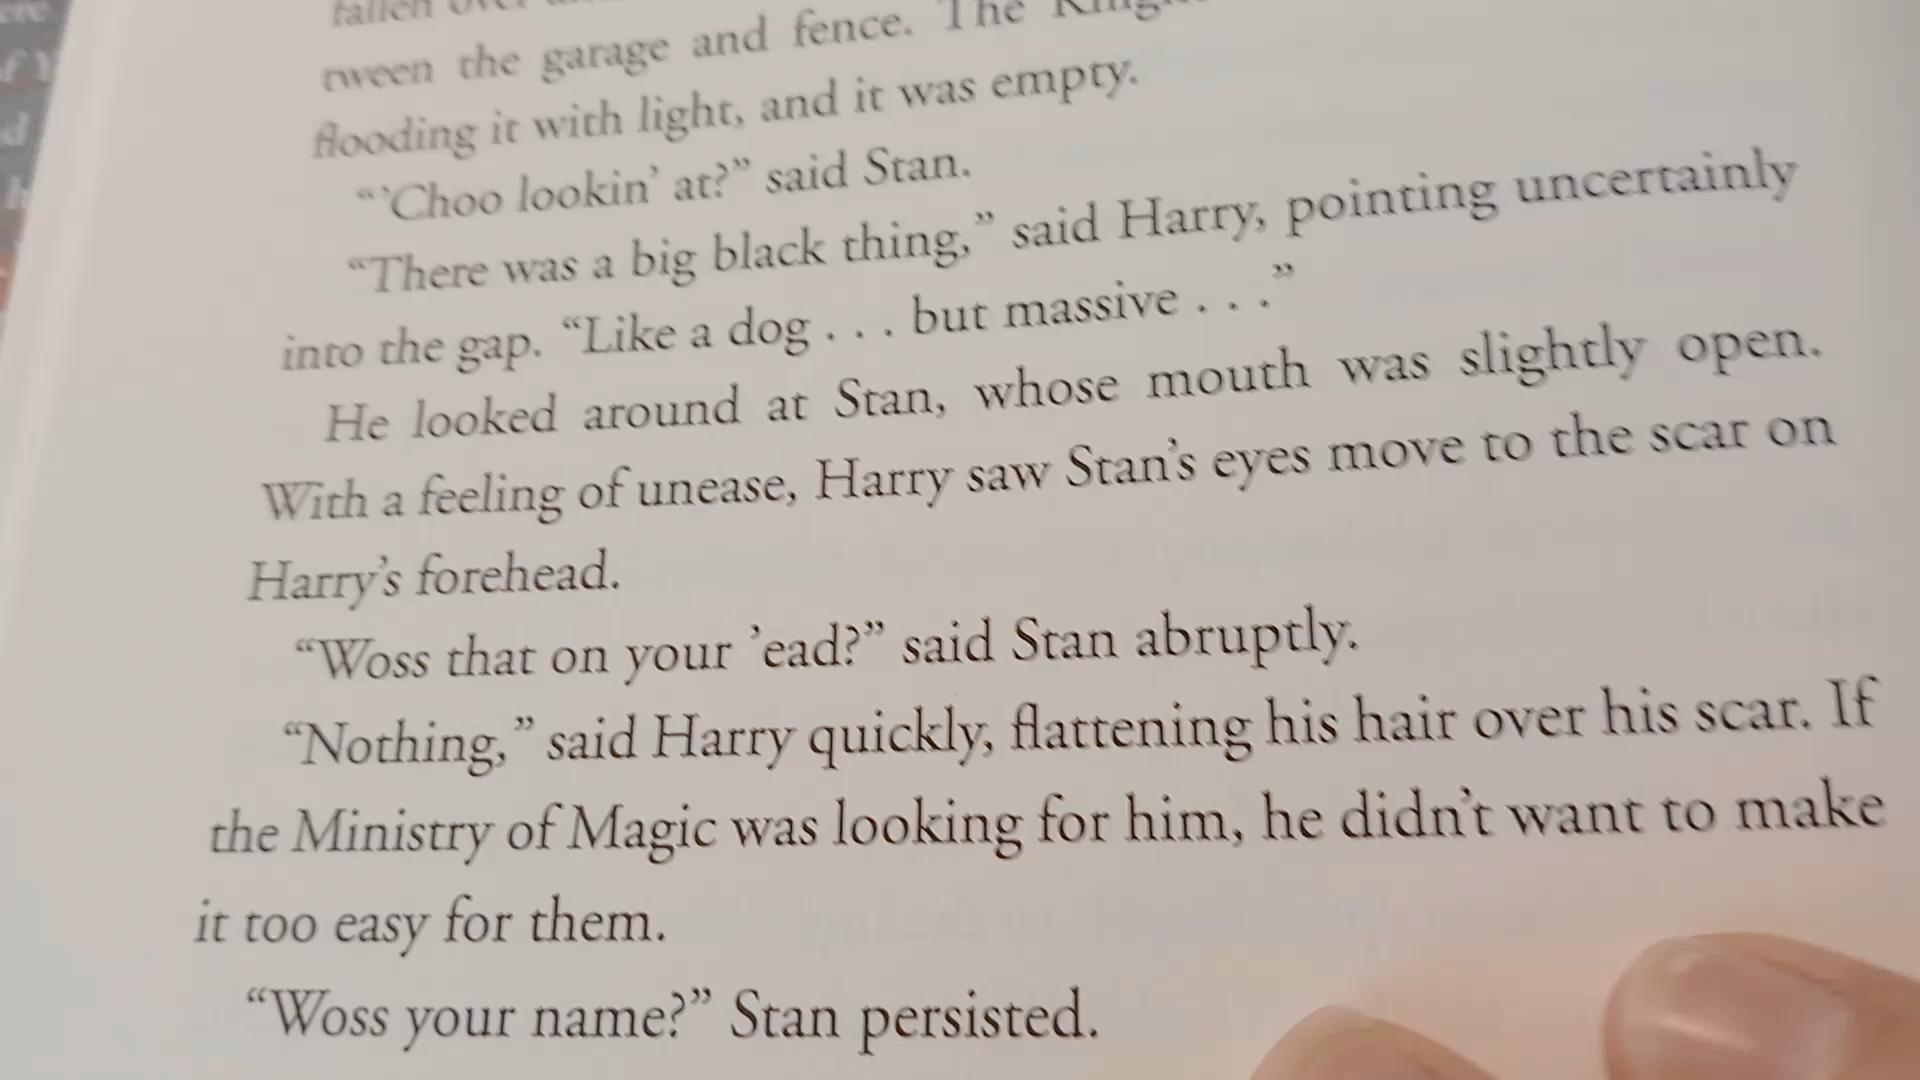 fallen over
tween the garage and fence. The
flooding it with light, and it was empty.
“’Choo lookin’ at?” said Stan.
“There was a big black thing,” said Harry, pointing uncertainly
into the gap. “Like a dog . . . but massive . . .”
He looked around at Stan, whose mouth was slightly open.
With a feeling of unease, Harry saw Stan’s eyes move to the scar on
Harry’s forehead.
“Woss that on your ’ead?” said Stan abruptly.
“Nothing,” said Harry quickly, flattening his hair over his scar. If
the Ministry of Magic was looking for him, he didn’t want to make
it too easy for them.
“Woss your name?” Stan persisted.